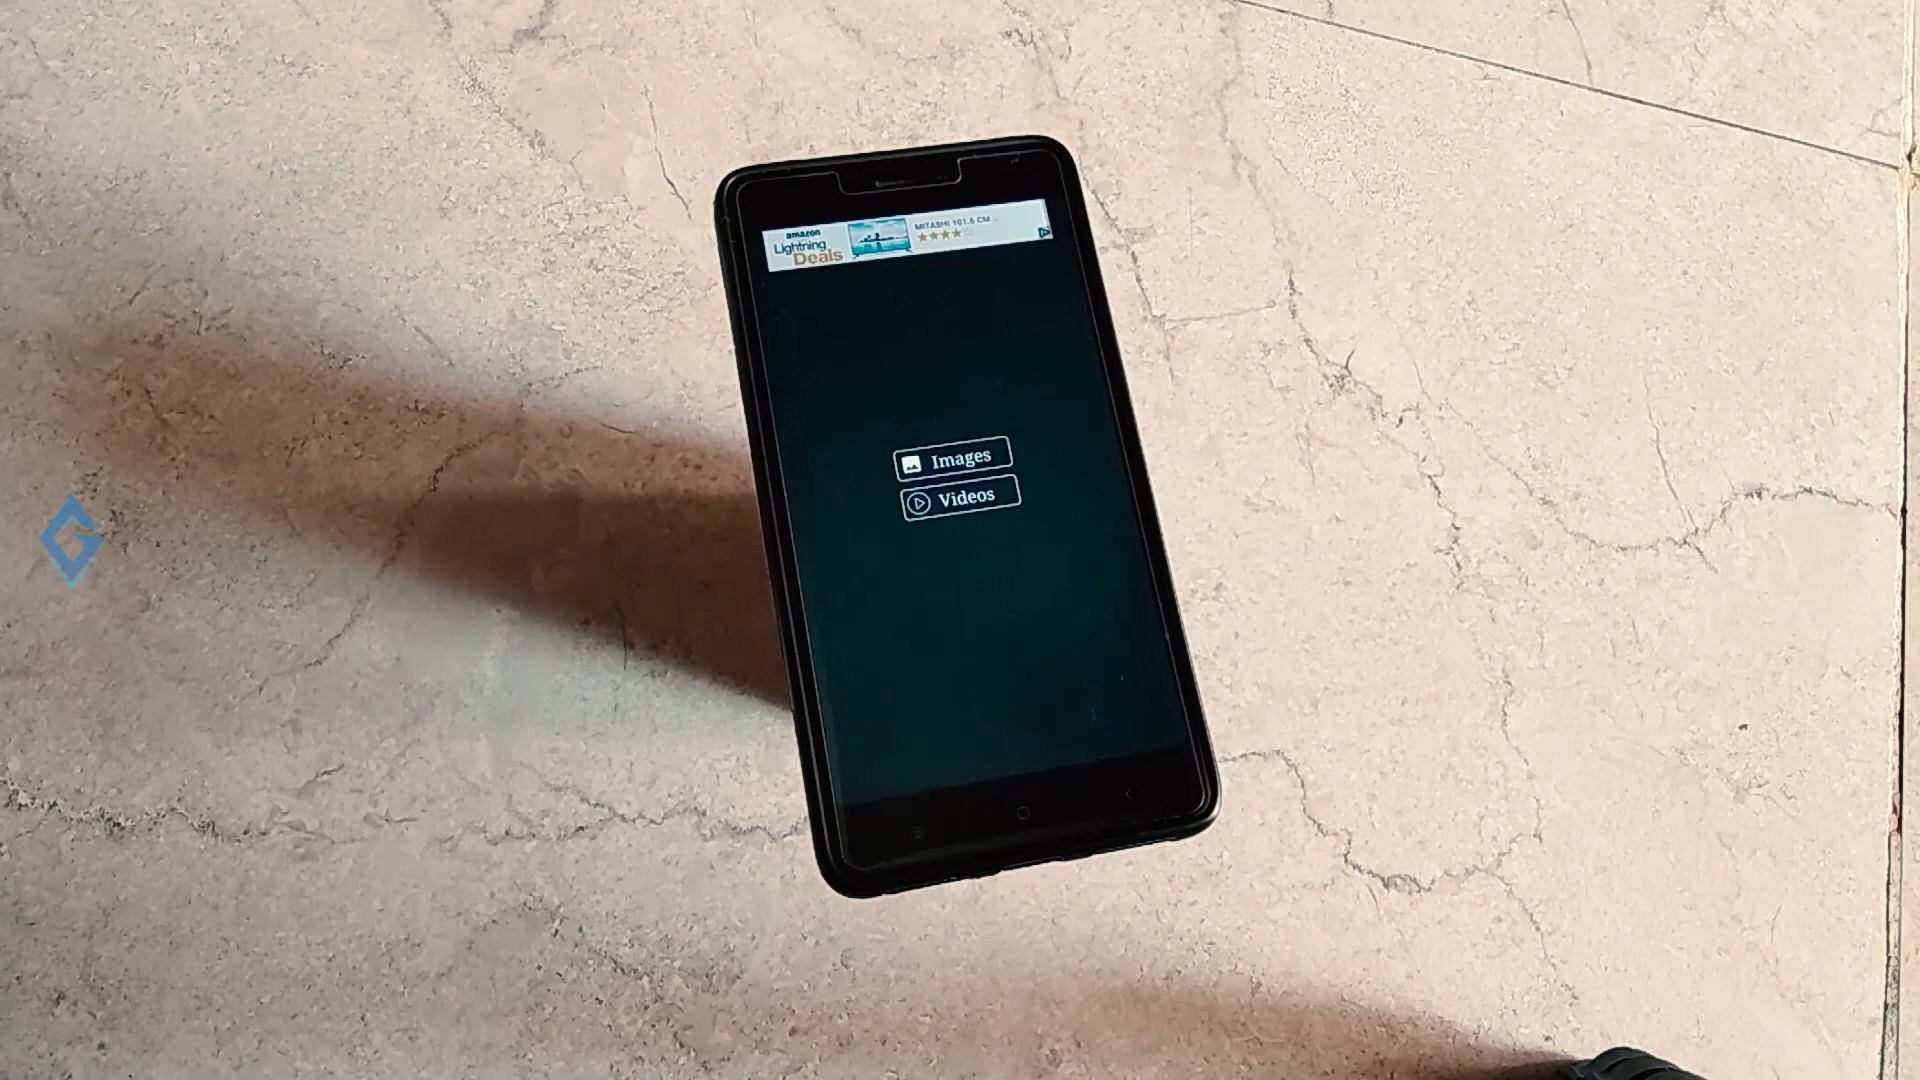 amazon
Lightning
Deals
MITASHI 101.6 CM
Images
Videos